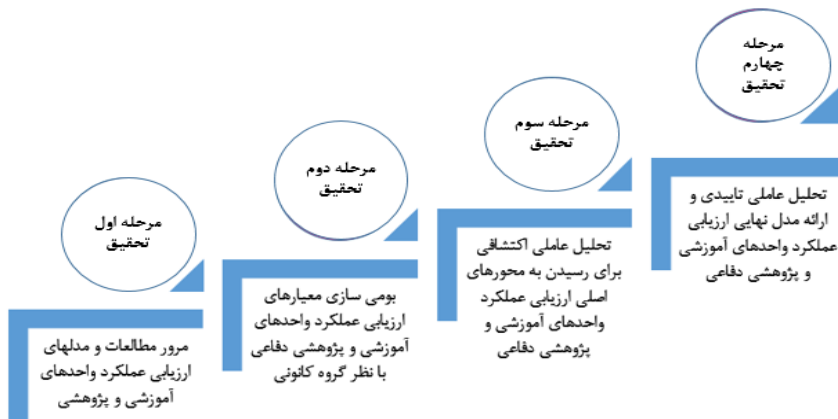 مرحله اول
تحقیق
مرور مطالعات و مدلهای
ارزیابی عملکرد واحدهای
آموزشی و پژوهشی
مرحله دوم
تحقیق
بومی سازی معیارهای
ارزیابی عملکرد واحدهای
آموزشی و پژوهشی دفاعی
با نظر گروه کانونی
مرحله سوم
تحقیق
تحلیل عاملی اکتشافی
برای رسیدن به محورهای
اصلی ارزیابی عملکرد
واحدهای آموزشی و
پژوهشی دفاعی
مرحله
چهارم
تحقیق
تحلیل عاملی تاییدی و
ارائه مدل نهایی ارزیابی
عملکرد واحدهای آموزشی
و پژوهشی دفاعی